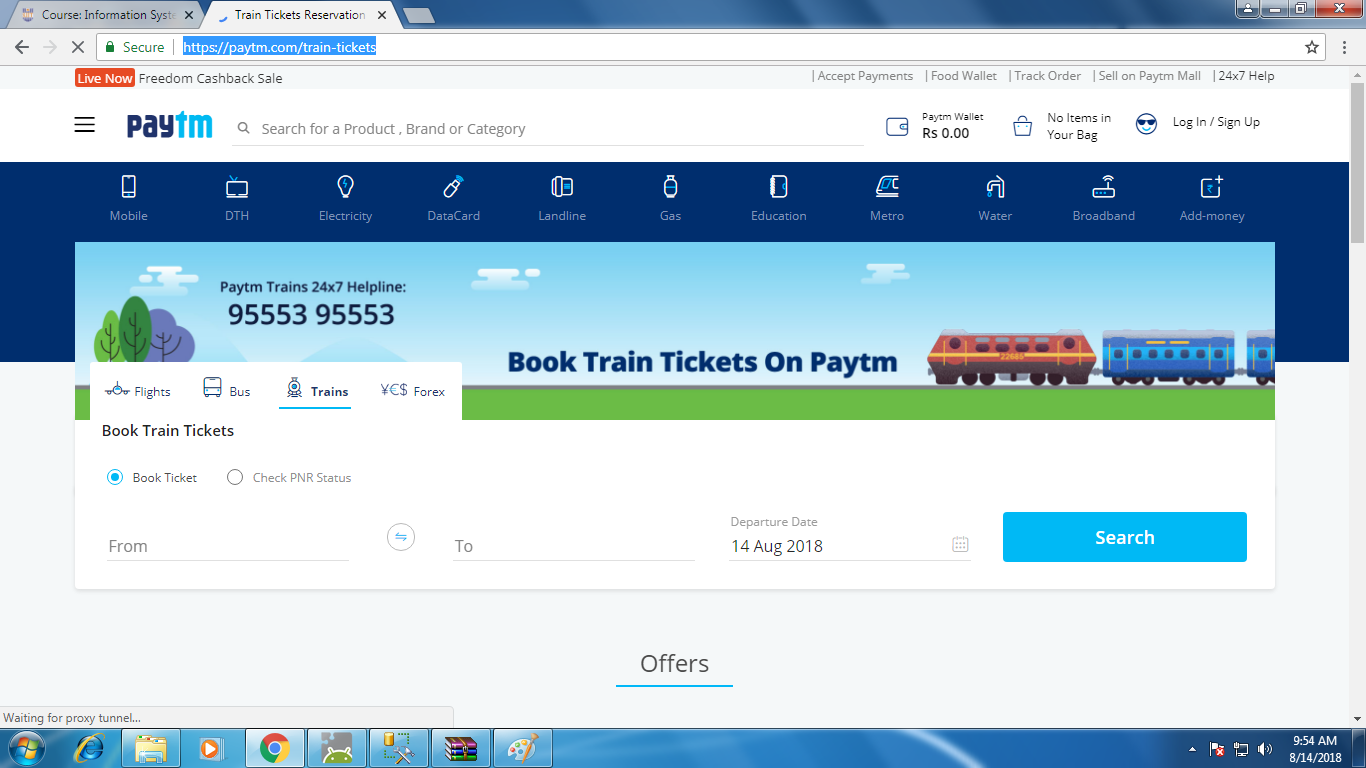 Course: Information Syste
Train Tickets Reservation
Secure
https://paytm.com/train-tickets
Live Now Freedom Cashback Sale
| Accept Payments | Food Wallet | Track Order | Sell on Paytm Mall | 24x7 Help
paytm
Search for a Product , Brand or Category
Paytm Wallet
Rs 0.00
No Items in
Your Bag
Log In / Sign Up
Mobile DTH Electricity DataCard Landline Gas Education Metro Water Broadband Add-money
Paytm Trains 24x7 Helpline:
95553 95553
Book Train Tickets On Paytm
22685
Flights Bus Trains ¥€$ Forex
Book Train Tickets
Book Ticket Check PNR Status
Departure Date
From To 14 Aug 2018 Search
Offers
Waiting for proxy tunnel...
9:54 AM
8/14/2018